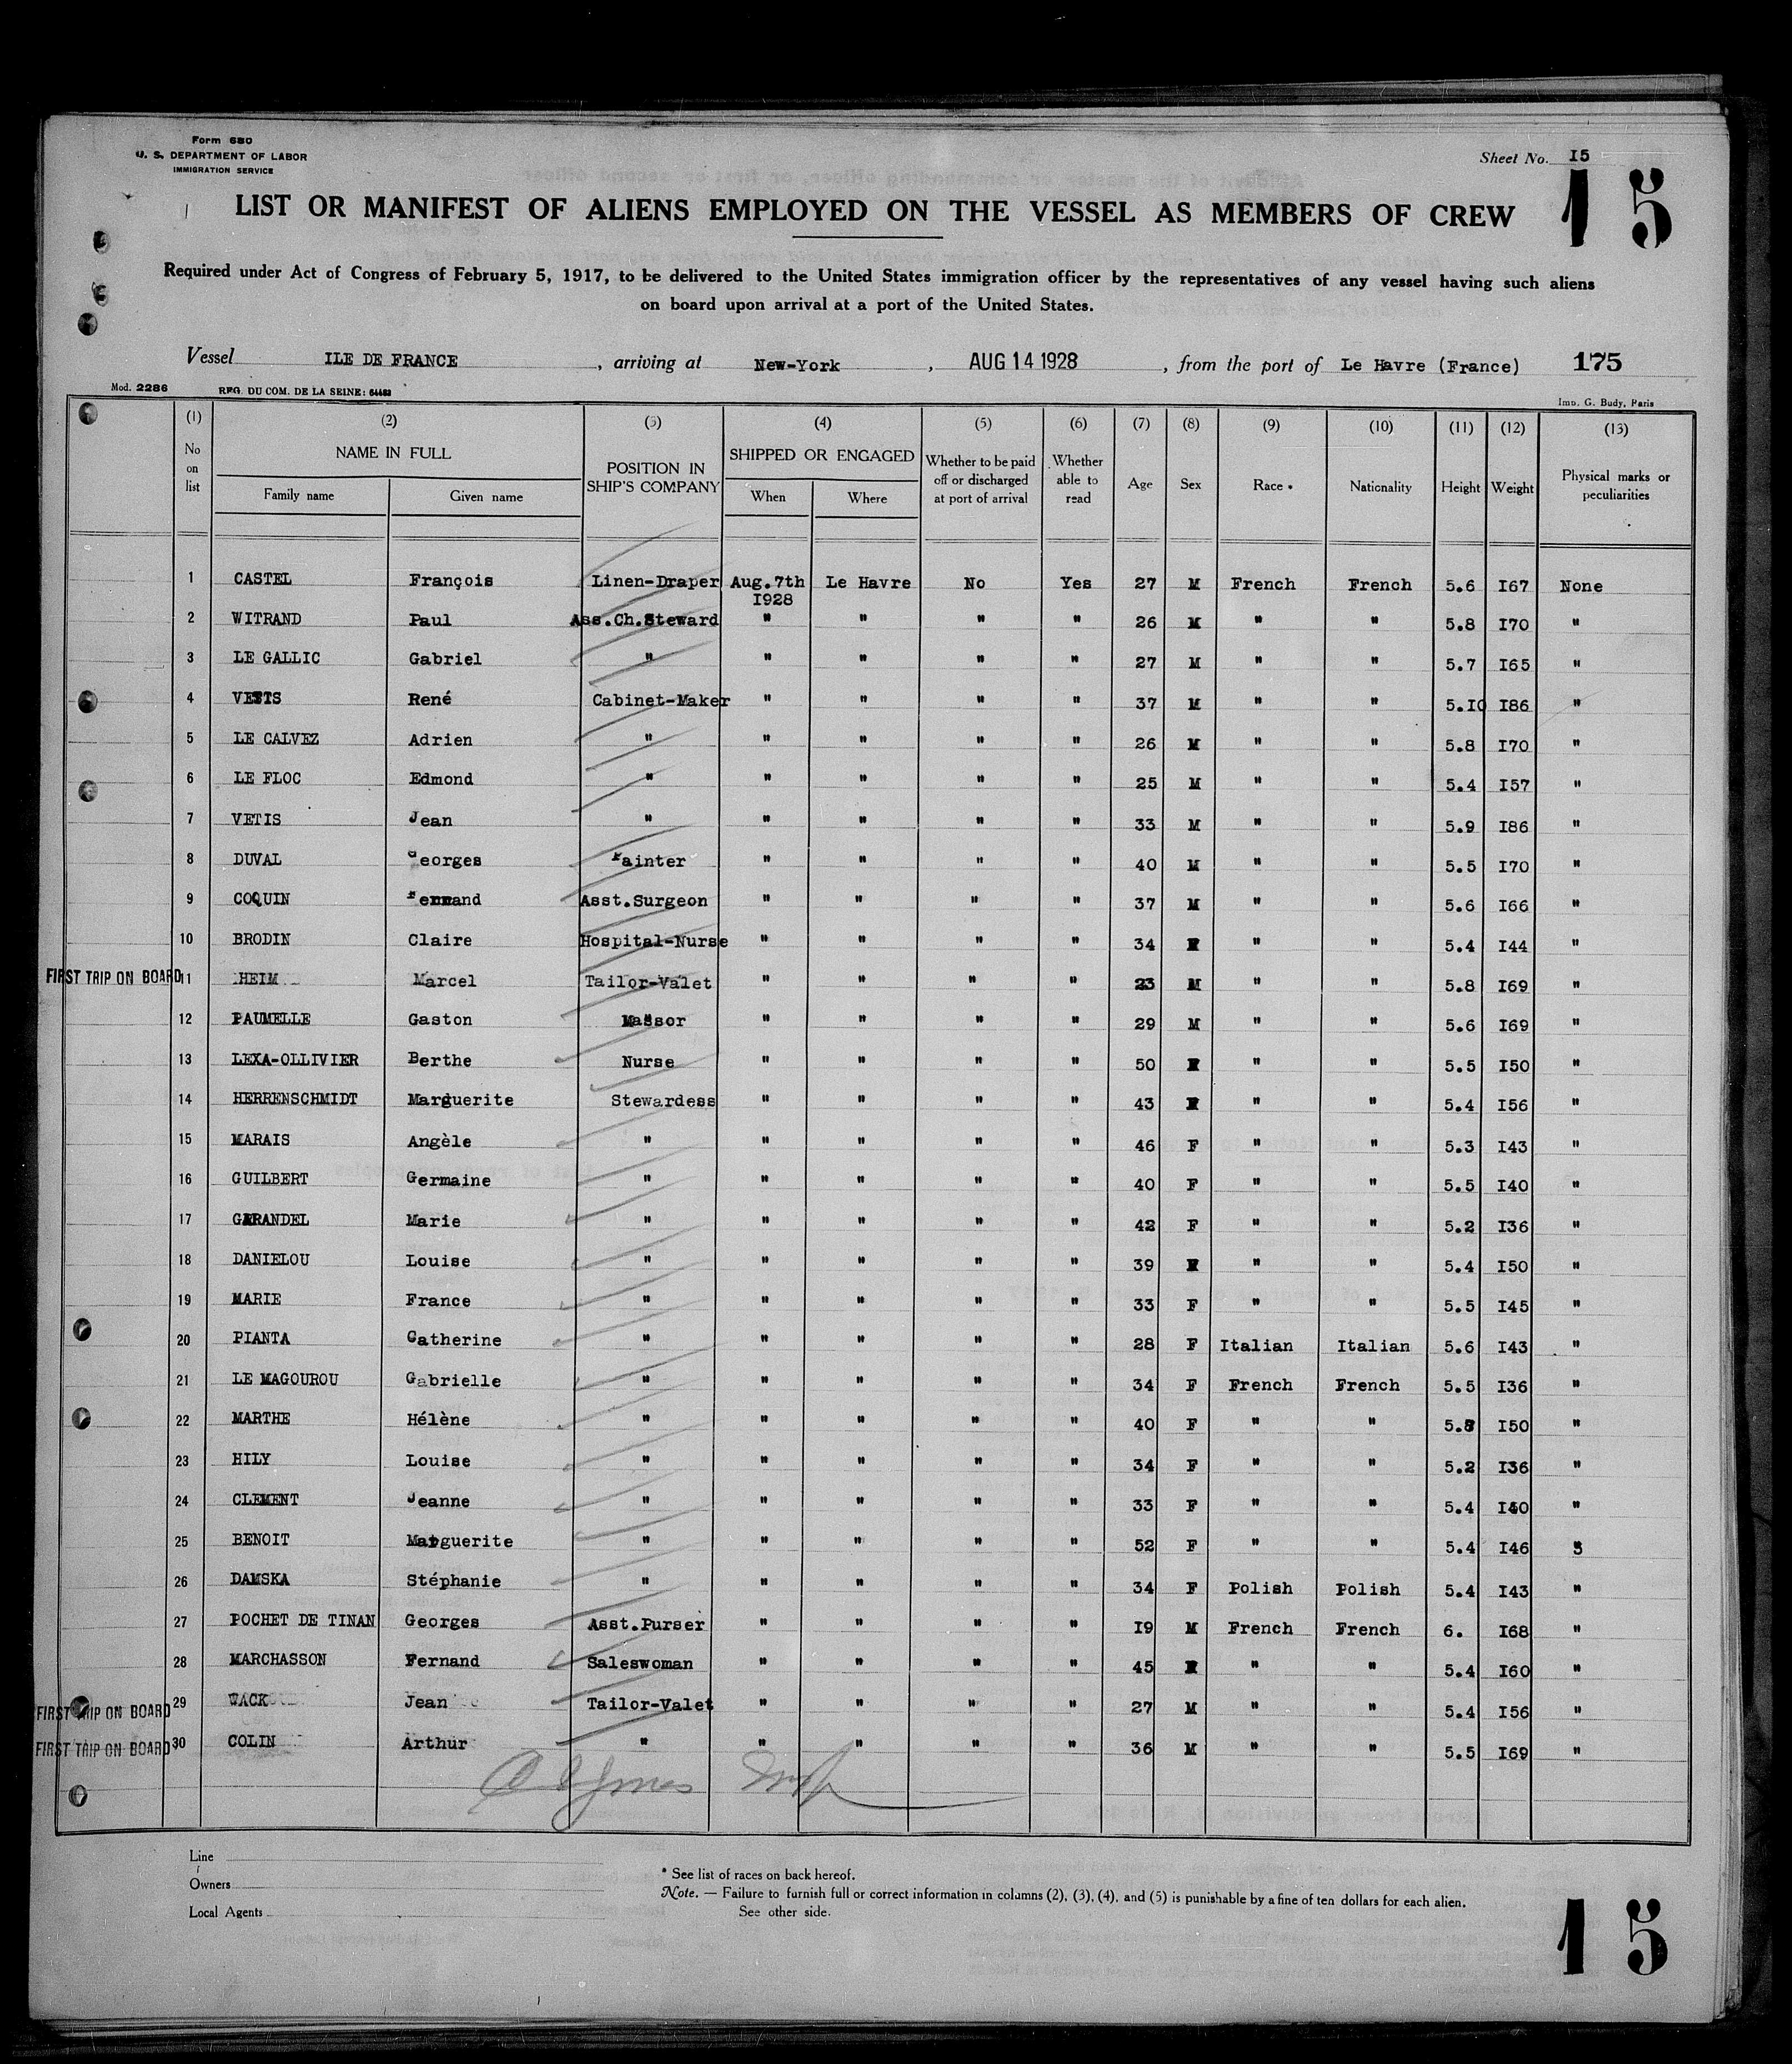 Form 680
U. S. DEPARTMENT OF LABOR
IMMIGRATION SERVICE
Sheet No. I5
15
LIST OR MANIFEST OF ALIENS EMPLOYED ON THE VESSEL AS MEMBERS OF CREW
Required under Act of Congress of February 5, 1917, to be delivered to the United States immigration officer by the representatives of any vessel having such aliens
on board upon arrival at a port of the United States.
Vessel ILE DE FRANCE, arriving at New-York, AUG 14 1928, from the port of Le Havre (France) 175
Mod. 2286 REG. DU COM. DE LA SEINE: Imp. G. Budy, Paris
(1) (2) (3) (4) (5) (6) (7) (8) (9) (10) (11) (12) (13)
No on list NAME IN FULL Family name Given name POSITION IN SHIP'S COMPANY SHIPPED OR ENGAGED When Where Whether to be paid off or discharged at port of arrival Whether able to read Age Sex Race * Nationality Height Weight Physical marks or peculiarities
1 CASTEL François Linen-Draper Aug.7th 1928 Le Havre No Yes 27 M French French 5.6 I67 None
2 WITRAND Paul Ass.Ch.Steward " " " " 26 M " " 5.8 I70 "
3 LE GALLIC Gabriel " " " " " 27 M " " 5.7 I65 "
4 René Cabinet-Maker " " " " 37 M " " 5.I0 I86 "
5 LE CALVEZ Adrien " " " " " 26 M " " 5.8 I70 "
6 LE FLOC Edmond " " " " " 25 M " " 5.4 I57 "
7 VETIS Jean " " " " " 33 M " " 5.9 I86 "
8 DUVAL Georges Painter " " " " 40 M " " 5.5 I70 "
9 COQUIN Fernand Asst.Surgeon " " " " 37 M " " 5.6 I66 "
10 BRODIN Claire Hospital-Nurse " " " " 34 F " " 5.4 I44 "
FIRST TRIP ON BOARD 11 HEIM Marcel Tailor-Valet " " " " 23 M " " 5.8 I69 "
12 PAUMELLE Gaston Massor " " " " 29 M " " 5.6 I69 "
13 LEXA-OLLIVIER Berthe Nurse " " " " 50 F " " 5.5 I50 "
14 HERRENSCHMIDT Marguerite Stewardess " " " " 43 F " " 5.4 I56 "
15 MARAIS Angèle " " " " " 46 F " " 5.3 I43 "
16 GUILBERT Germaine " " " " " 40 F " " 5.5 I40 "
17 GARANDEL Marie " " " " " 42 F " " 5.2 I36 "
18 DANIELOU Louise " " " " " 39 F " " 5.4 I50 "
19 MARIE France " " " " " 33 F " " 5.5 I45 "
20 PIANTA Catherine " " " " " 28 F Italian Italian 5.6 I43 "
21 LE MAGOUROU Gabrielle " " " " " 34 F French French 5.5 I36 "
22 MARTHE Hélène " " " " " 40 F " " I50 "
23 HILY Louise " " " " " 34 F " " 5.2 I36 "
24 CLEMENT Jeanne " " " " " 33 F " " 5.4 "
25 BENOIT Marguerite " " " " " 52 F " " 5.4 I46 "
26 DAMSKA Stéphanie " " " " " 34 F Polish Polish 5.4 I43 "
27 POCHET DE TINAN Georges Asst.Purser " " " " I9 M French French 6. I68 "
28 MARCHASSON Fernand Saleswoman " " " " 45 F " " 5.4 I60 "
FIRST TRIP ON BOARD 29 WACK Jean Tailor-Valet " " " " 27 M " " 5.4 I56 "
FIRST TRIP ON BOARD 30 COLIN Arthur " " " " " 36 M " " 5.5 I69 "
Line
Owners
Local Agents
* See list of races on back hereof.
Note. — Failure to furnish full or correct information in columns (2), (3), (4), and (5) is punishable by a fine of ten dollars for each alien.
See other side.
15